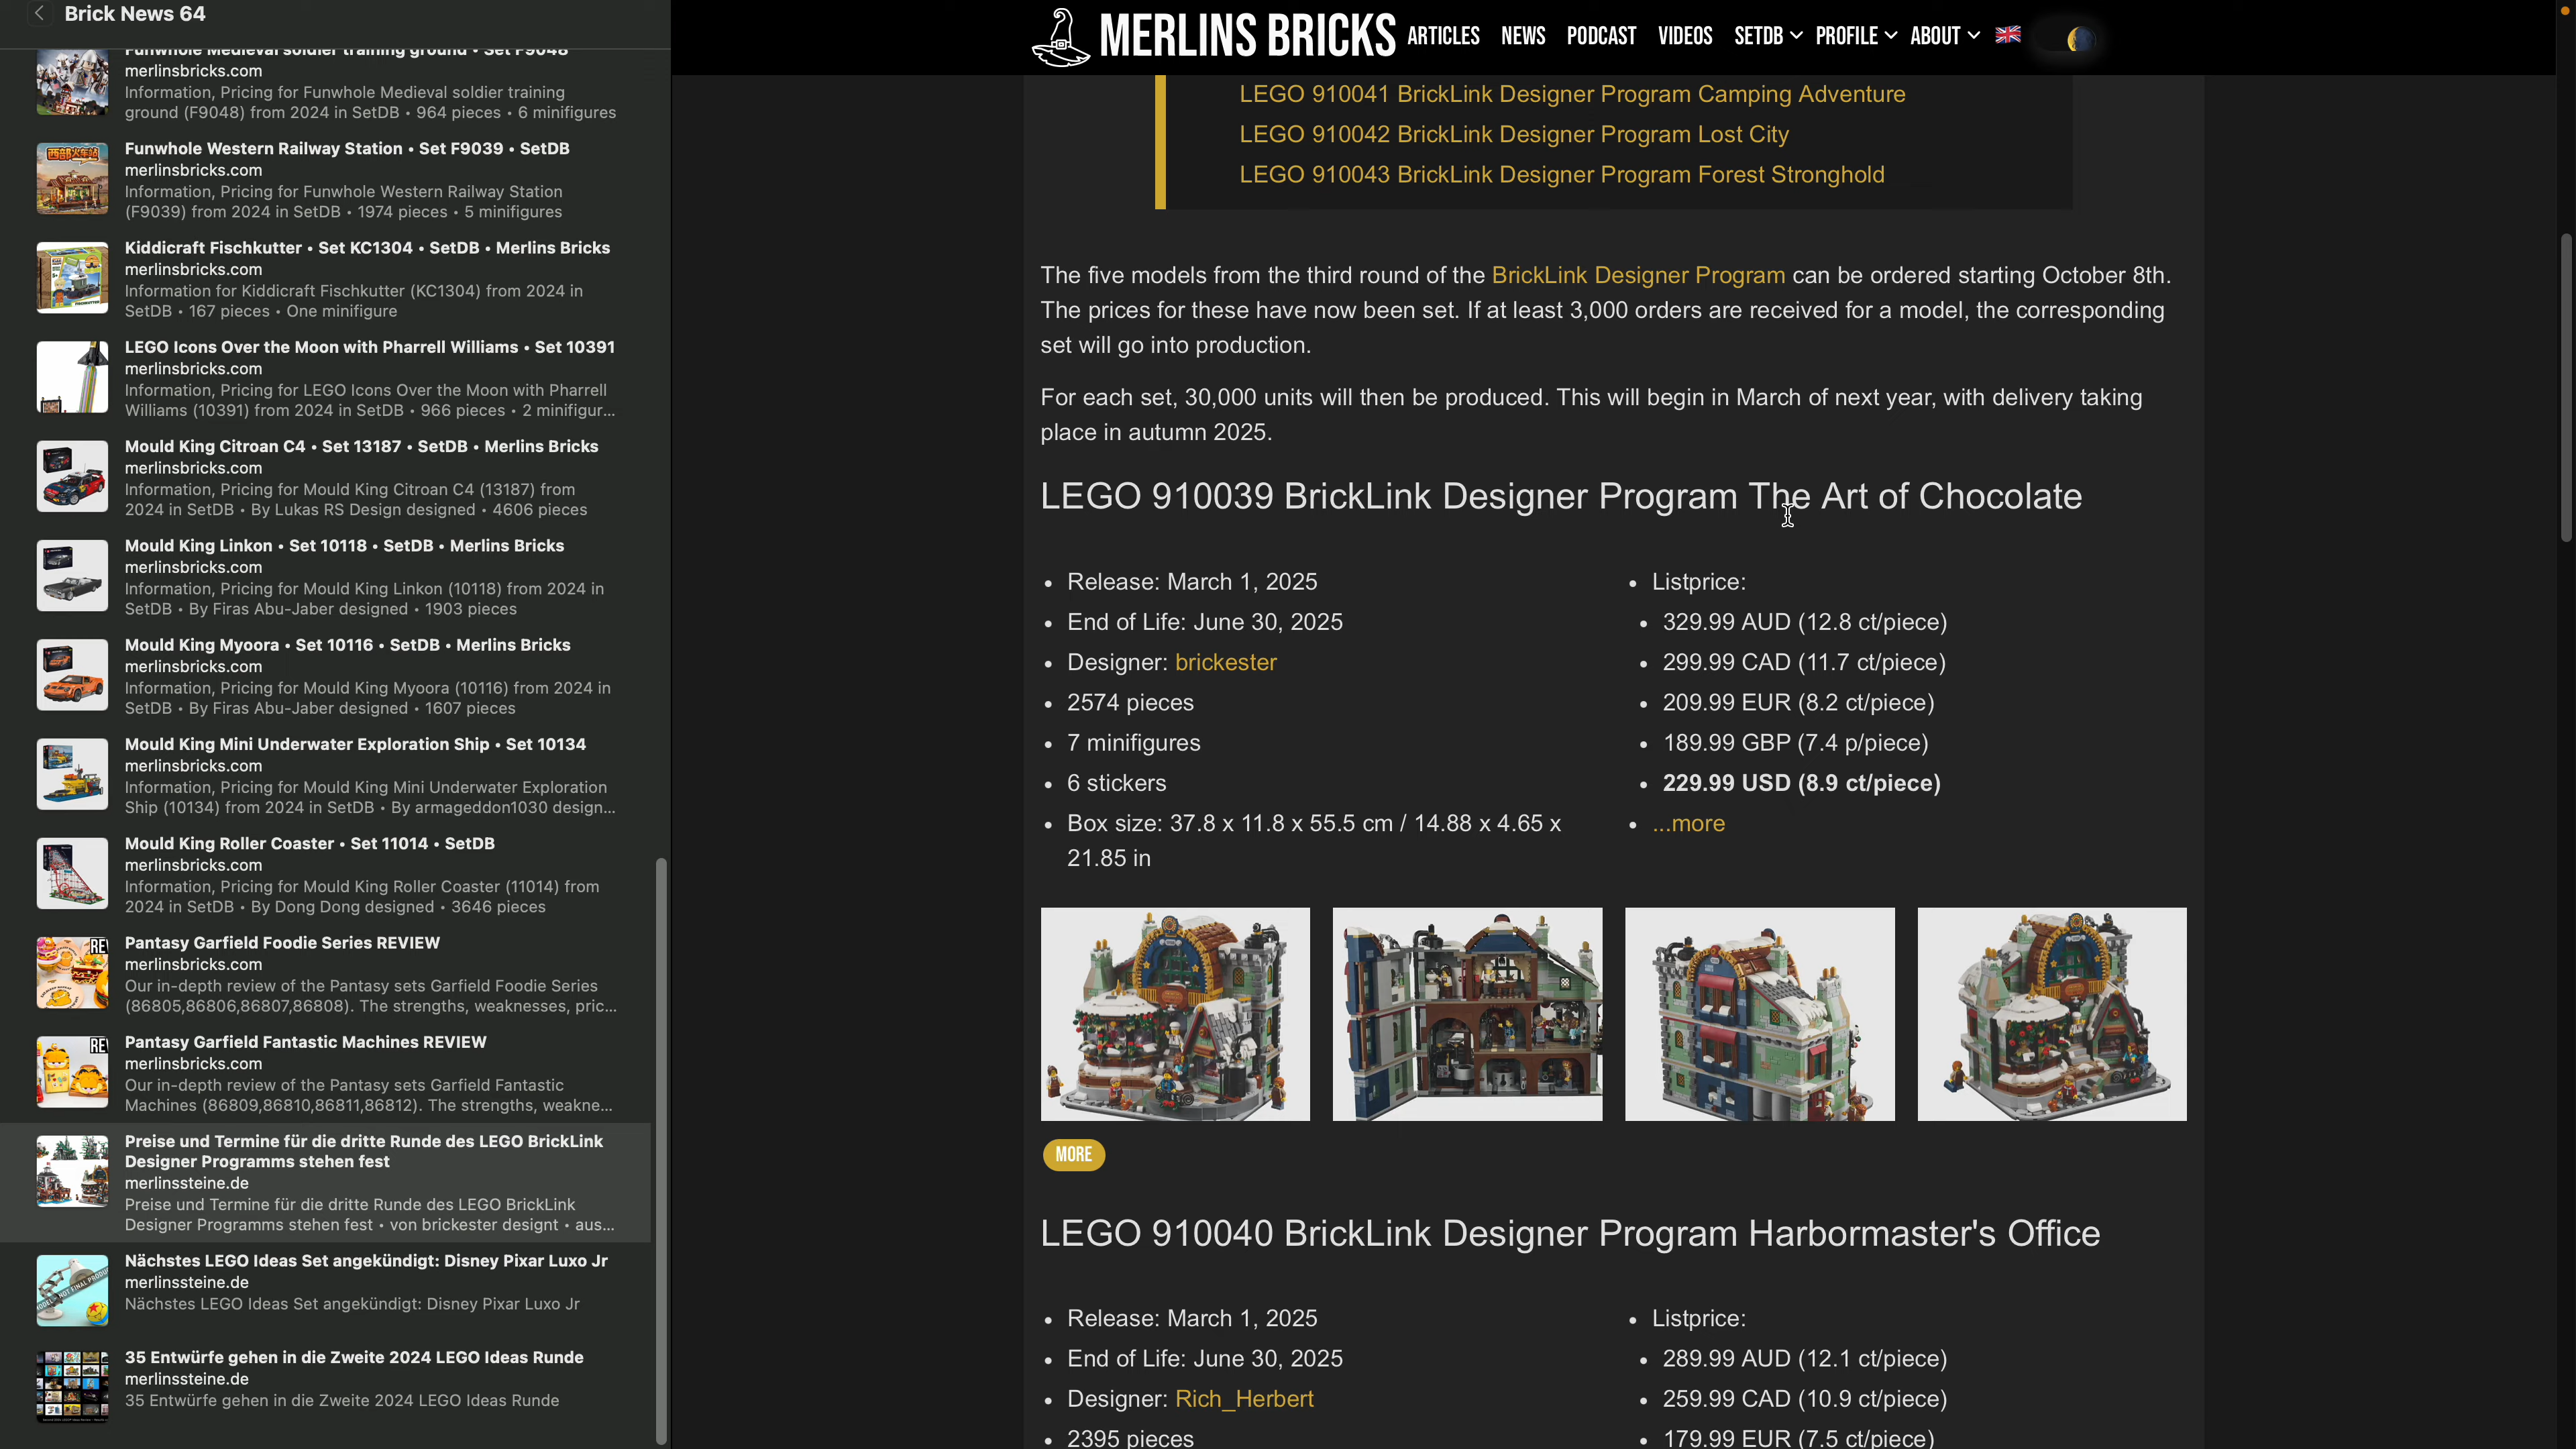 Brick News 64
Funwhole Medieval soldier training ground • Set F9048
merlinsbricks.com
Information, Pricing for Funwhole Medieval soldier training
ground (F9048) from 2024 in SetDB • 964 pieces • 6 minifigures
Funwhole Western Railway Station • Set F9039 • SetDB
merlinsbricks.com
Information, Pricing for Funwhole Western Railway Station
(F9039) from 2024 in SetDB • 1974 pieces • 5 minifigures
Kiddicraft Fischkutter • Set KC1304 • SetDB • Merlins Bricks
merlinsbricks.com
Information for Kiddicraft Fischkutter (KC1304) from 2024 in
SetDB • 167 pieces • One minifigure
LEGO Icons Over the Moon with Pharrell Williams • Set 10391
merlinsbricks.com
Information, Pricing for LEGO Icons Over the Moon with Pharrell
Williams (10391) from 2024 in SetDB • 966 pieces • 2 minifigur...
Mould King Citroan C4 • Set 13187 • SetDB • Merlins Bricks
merlinsbricks.com
Information, Pricing for Mould King Citroan C4 (13187) from
2024 in SetDB • By Lukas RS Design designed • 4606 pieces
Mould King Linkon • Set 10118 • SetDB • Merlins Bricks
merlinsbricks.com
Information, Pricing for Mould King Linkon (10118) from 2024 in
SetDB • By Firas Abu-Jaber designed • 1903 pieces
Mould King Myoora • Set 10116 • SetDB • Merlins Bricks
merlinsbricks.com
Information, Pricing for Mould King Myoora (10116) from 2024 in
SetDB • By Firas Abu-Jaber designed • 1607 pieces
Mould King Mini Underwater Exploration Ship • Set 10134
merlinsbricks.com
Information, Pricing for Mould King Mini Underwater Exploration
Ship (10134) from 2024 in SetDB • By armageddon1030 design...
Mould King Roller Coaster • Set 11014 • SetDB
merlinsbricks.com
Information, Pricing for Mould King Roller Coaster (11014) from
2024 in SetDB • By Dong Dong designed • 3646 pieces
Pantasy Garfield Foodie Series REVIEW
merlinsbricks.com
Our in-depth review of the Pantasy sets Garfield Foodie Series
(86805,86806,86807,86808). The strengths, weaknesses, pric...
Pantasy Garfield Fantastic Machines REVIEW
merlinsbricks.com
Our in-depth review of the Pantasy sets Garfield Fantastic
Machines (86809,86810,86811,86812). The strengths, weakne...
Preise und Termine für die dritte Runde des LEGO BrickLink
Designer Programms stehen fest
merlinssteine.de
Preise und Termine für die dritte Runde des LEGO BrickLink
Designer Programms stehen fest • von brickester designt • aus...
Nächstes LEGO Ideas Set angekündigt: Disney Pixar Luxo Jr
merlinssteine.de
Nächstes LEGO Ideas Set angekündigt: Disney Pixar Luxo Jr
35 Entwürfe gehen in die Zweite 2024 LEGO Ideas Runde
merlinssteine.de
35 Entwürfe gehen in die Zweite 2024 LEGO Ideas Runde
MERLINS BRICKS ARTICLES NEWS PODCAST VIDEOS SETDB PROFILE ABOUT
LEGO 910041 BrickLink Designer Program Camping Adventure
LEGO 910042 BrickLink Designer Program Lost City
LEGO 910043 BrickLink Designer Program Forest Stronghold
The five models from the third round of the BrickLink Designer Program can be ordered starting October 8th.
The prices for these have now been set. If at least 3,000 orders are received for a model, the corresponding
set will go into production.
For each set, 30,000 units will then be produced. This will begin in March of next year, with delivery taking
place in autumn 2025.
LEGO 910039 BrickLink Designer Program The Art of Chocolate
• Release: March 1, 2025
• End of Life: June 30, 2025
• Designer: brickester
• 2574 pieces
• 7 minifigures
• 6 stickers
• Box size: 37.8 x 11.8 x 55.5 cm / 14.88 x 4.65 x
21.85 in
• Listprice:
• 329.99 AUD (12.8 ct/piece)
• 299.99 CAD (11.7 ct/piece)
• 209.99 EUR (8.2 ct/piece)
• 189.99 GBP (7.4 p/piece)
• 229.99 USD (8.9 ct/piece)
• ...more
MORE
LEGO 910040 BrickLink Designer Program Harbormaster's Office
• Release: March 1, 2025
• End of Life: June 30, 2025
• Designer: Rich_Herbert
• 2395 pieces
• Listprice:
• 289.99 AUD (12.1 ct/piece)
• 259.99 CAD (10.9 ct/piece)
• 179.99 EUR (7.5 ct/piece)